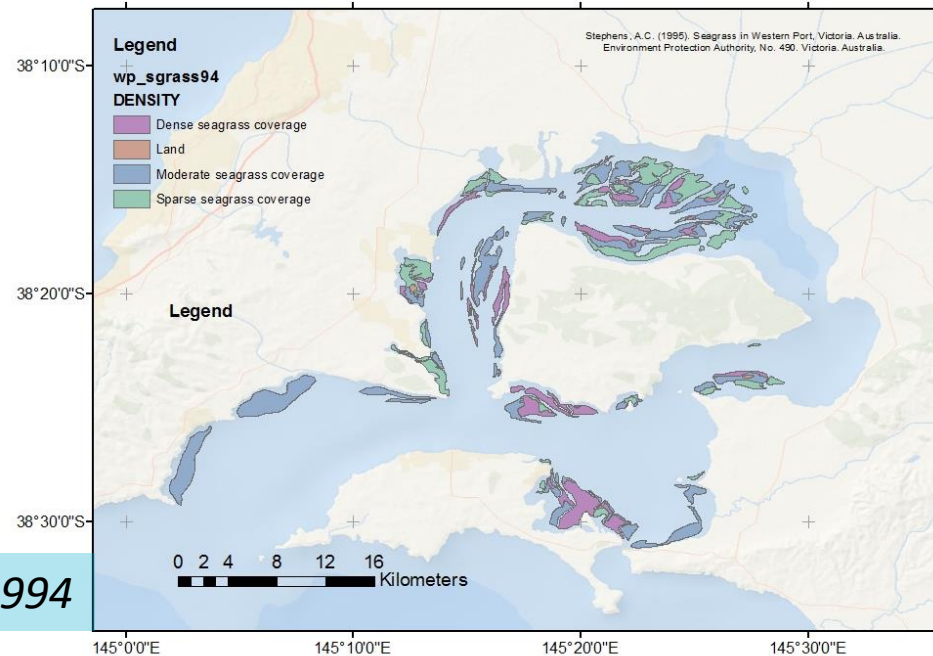 Legend
wp_sgrass94
DENSITY
Dense seagrass coverage
Land
Moderate seagrass coverage
Sparse seagrass coverage
Stephens, A.C. (1995). Seagrass in Western Port, Victoria. Australia.
Environment Protection Authority, No. 490. Victoria. Australia.
38°10'0"S
38°20'0"S
Legend
38°30'0"S
0 2 4 8 12 16
Kilometers
994
145°0'0"E 145°10'0"E 145°20'0"E 145°30'0"E